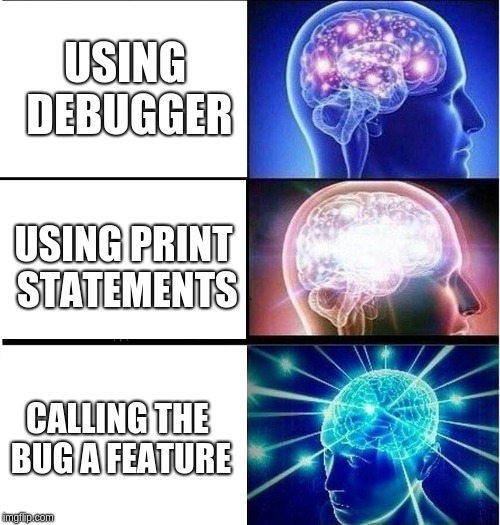 USING
DEBUGGER
USING PRINT
STATEMENTS
CALLING THE
BUG A FEATURE
imgflip.com